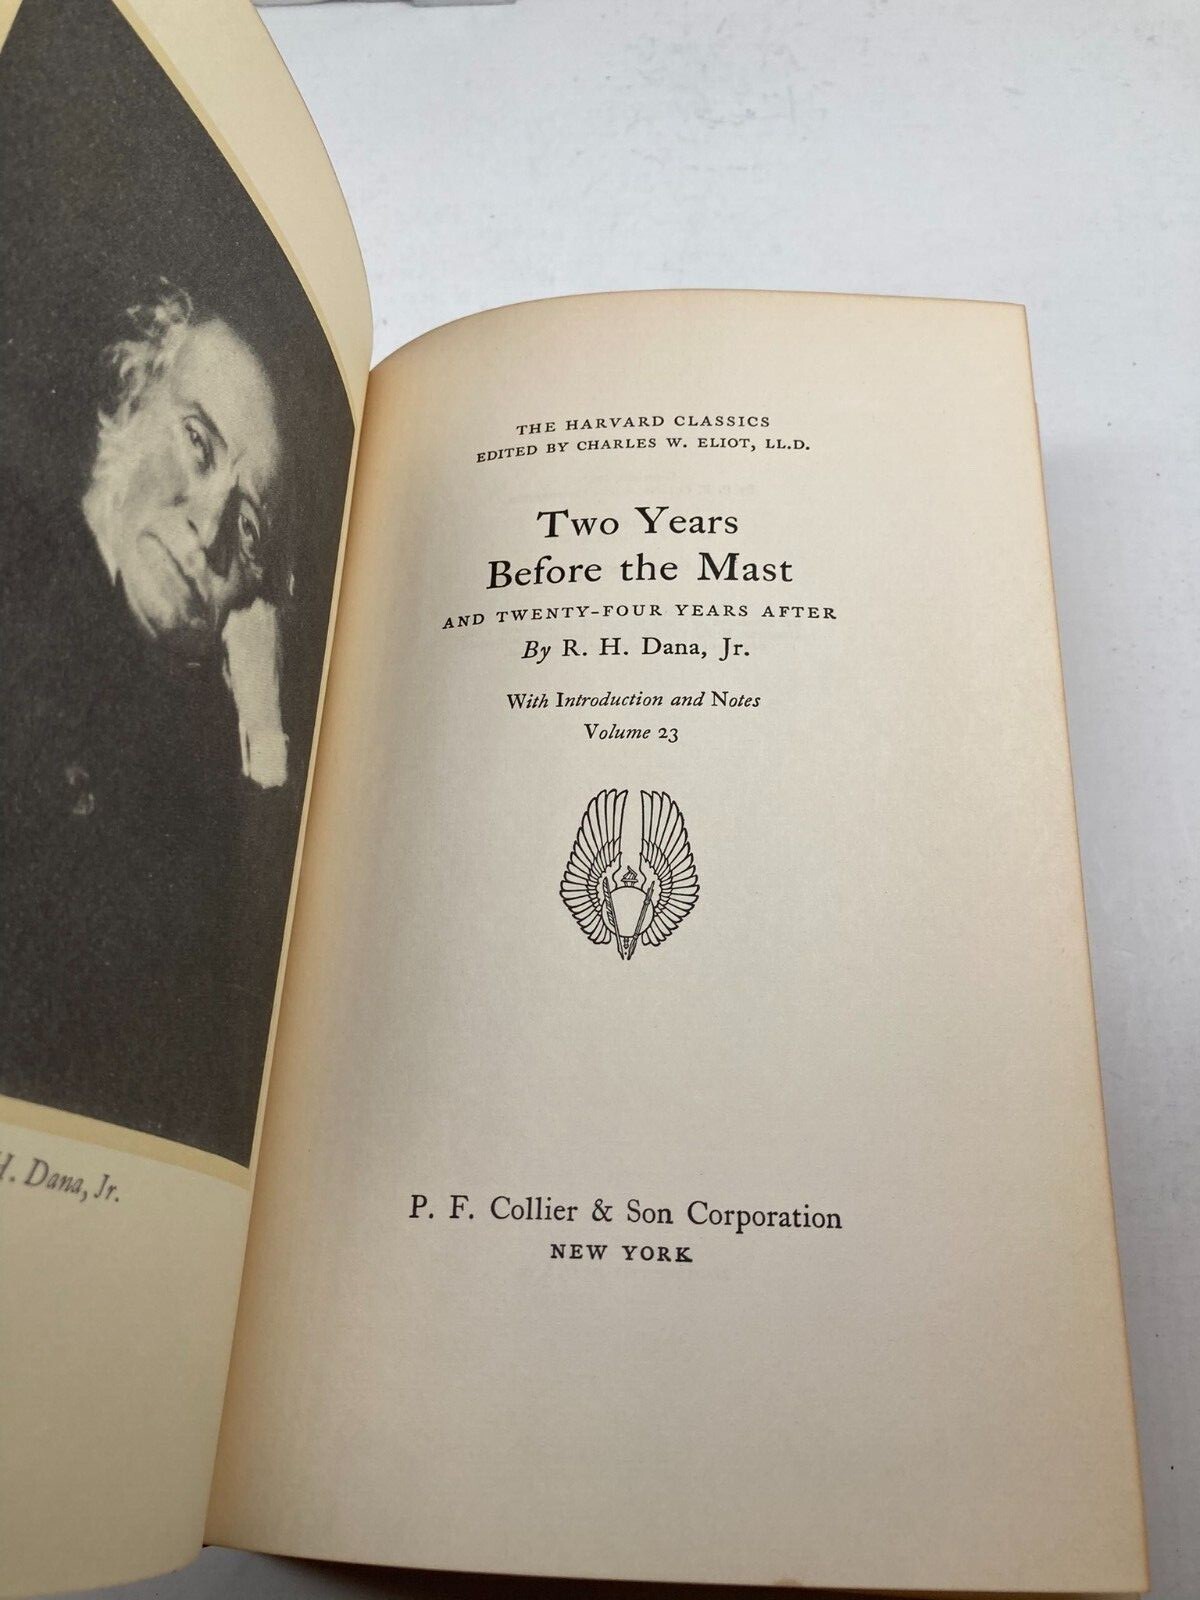 H. Dana, Jr.
THE HARVARD CLASSICS
EDITED BY CHARLES W. ELIOT, LL.D.
Two Years
Before the Mast
AND TWENTY-FOUR YEARS AFTER
By R. H. Dana, Jr.
With Introduction and Notes
Volume 23
P. F. Collier & Son Corporation
NEW YORK